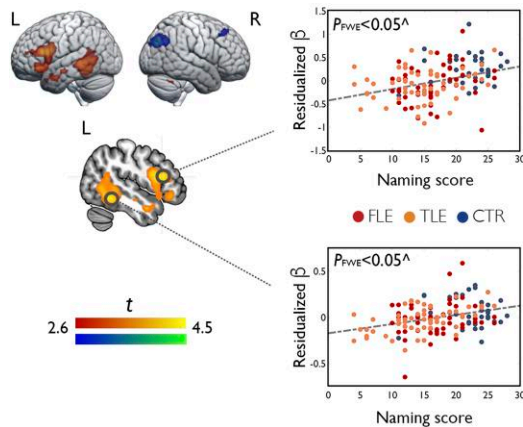 L
R
L
t
2.6
4.5
PFWE<0.05^
Residualized β
1.5
1
0.5
0
-0.5
-1
-1.5
0 5 10 15 20 25 30
Naming score
FLE TLE CTR
PFWE<0.05^
Residualized β
0.5
0
-0.5
0 5 10 15 20 25 30
Naming score